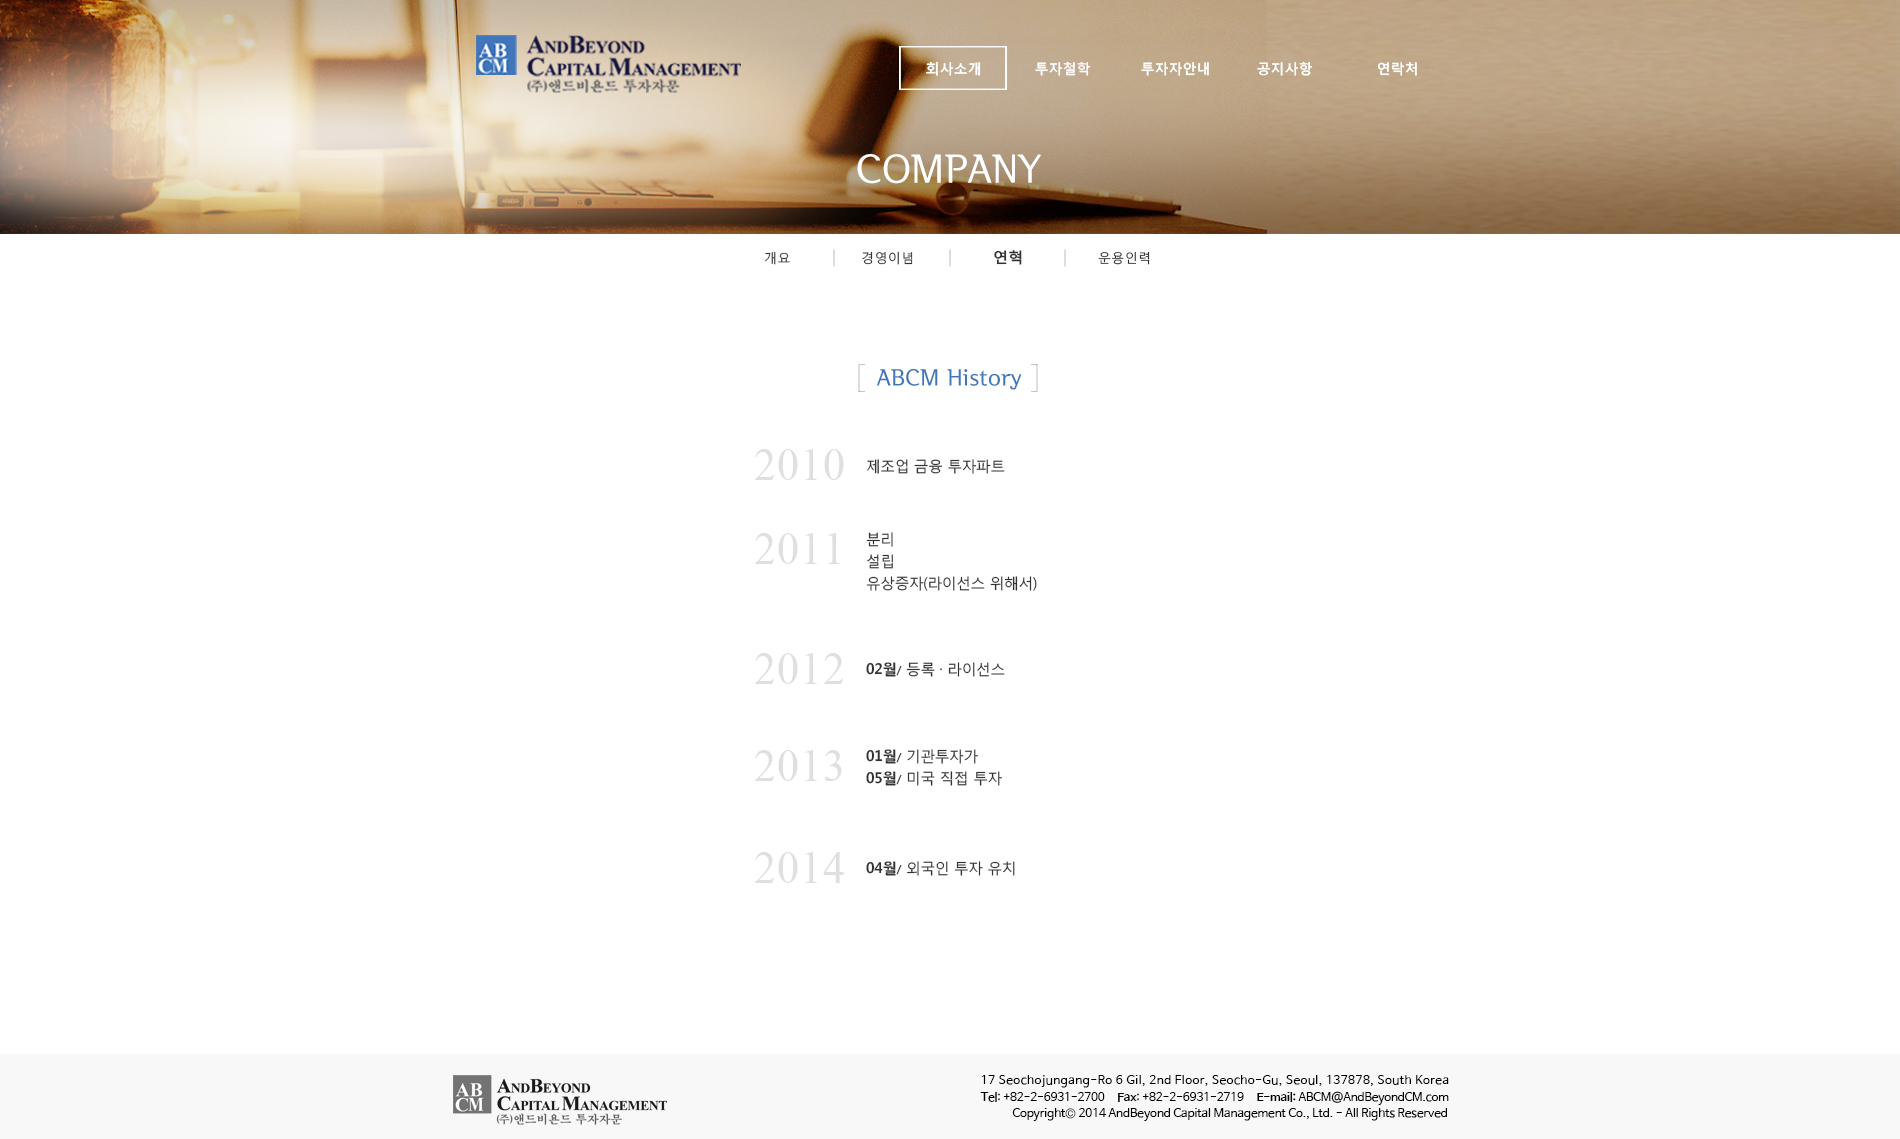 AB
CM
ANDBEYOND
CAPITAL MANAGEMENT
(주)앤드비욘드 투자자문
회사소개 투자철학 투자자안내 공지사항 연락처
COMPANY
개요 | 경영이념 | 연혁 | 운용인력
[ ABCM History ]
2010 제조업 금융 투자파트
2011 분리
설립
유상증자(라이선스 위해서)
2012 02월/ 등록 · 라이선스
2013 01월/ 기관투자가
05월/ 미국 직접 투자
2014 04월/ 외국인 투자 유치
AB
CM
ANDBEYOND
CAPITAL MANAGEMENT
(주)앤드비욘드 투자자문
17 Seochojungang-Ro 6 Gil, 2nd Floor, Seocho-Gu, Seoul, 137878, South Korea
Tel: +82-2-6931-2700 Fax: +82-2-6931-2719 E-mail: ABCM@AndBeyondCM.com
Copyright© 2014 AndBeyond Capital Management Co., Ltd. - All Rights Reserved